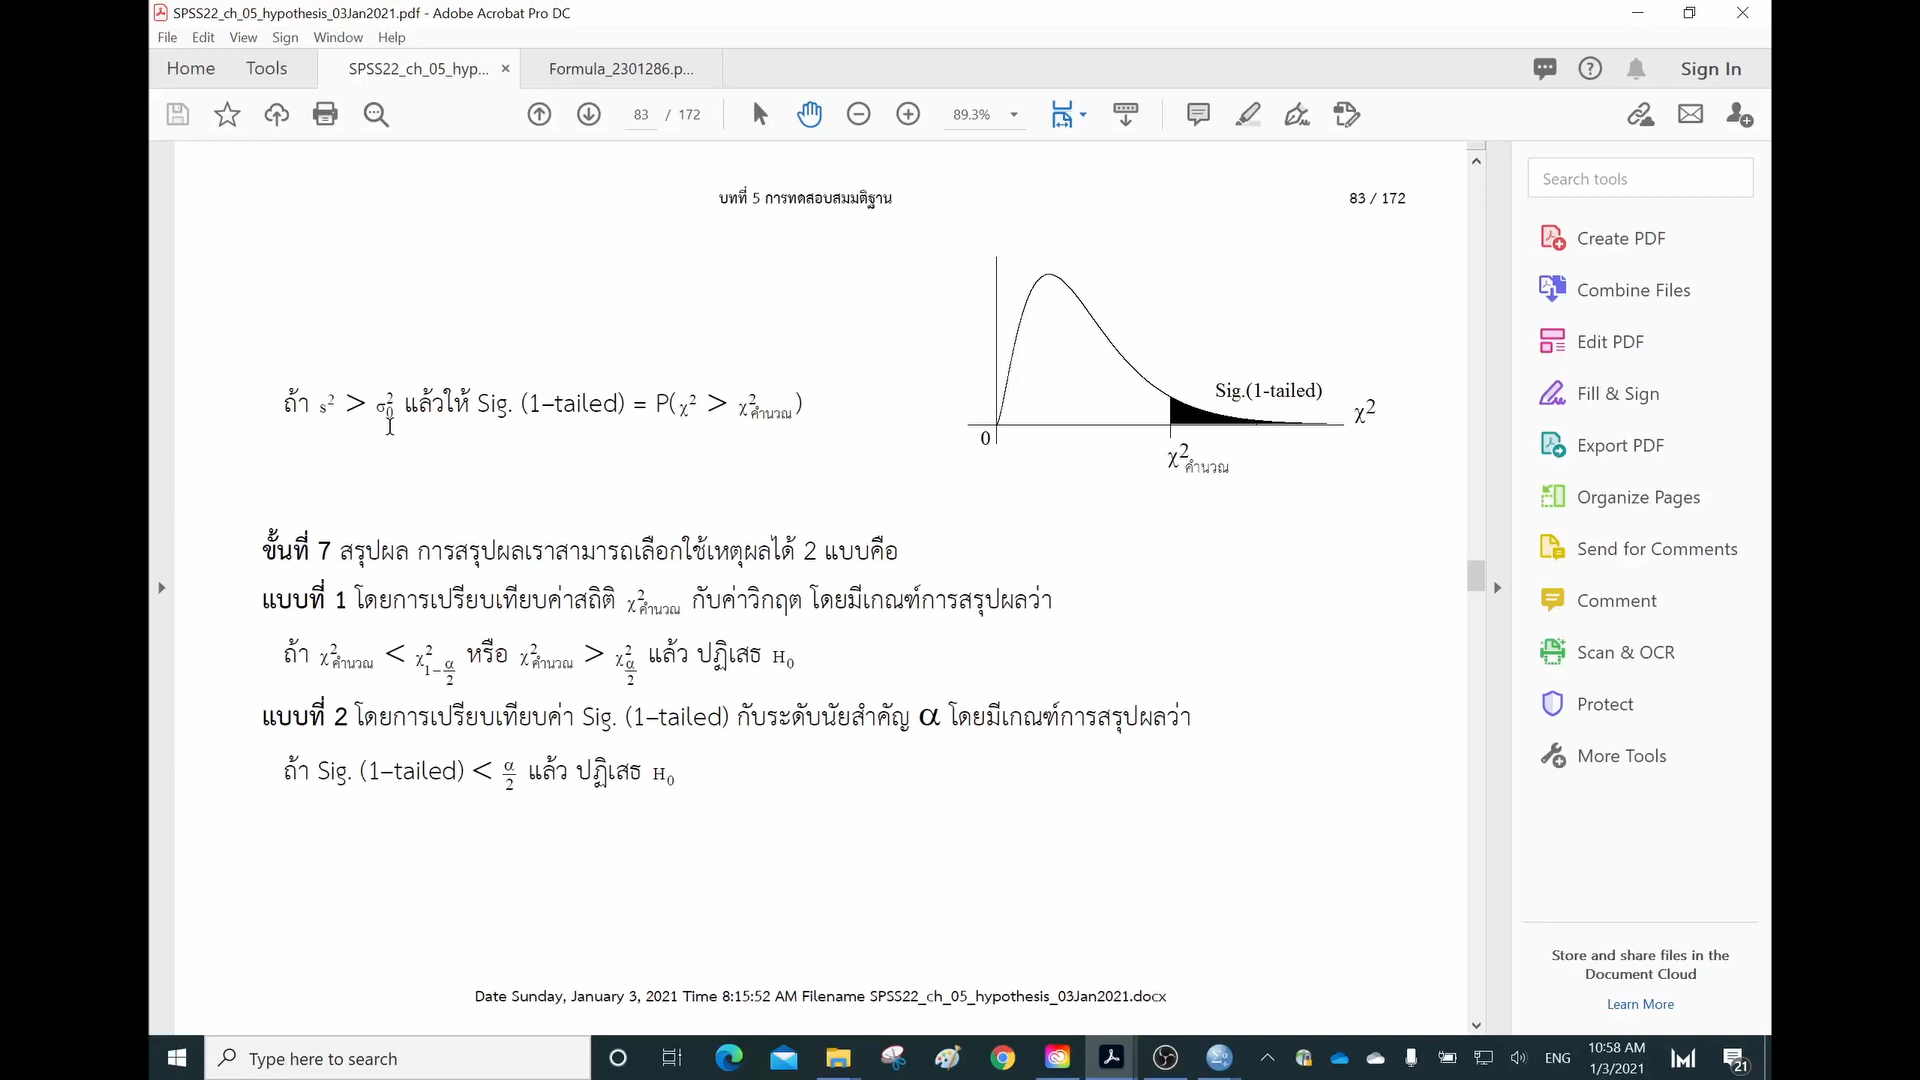 SPSS22_ch_05_hypothesis_03Jan2021.pdf - Adobe Acrobat Pro DC
File Edit View Sign Window Help
Home Tools SPSS22_ch_05_hyp... × Formula_2301286.p... Sign In
83 / 172 89.3%
บทที่ 5 การทดสอบสมมติฐาน 83 / 172
ถ้า s² > σ₀² แล้วให้ Sig. (1–tailed) = P(χ² > χ²คำนวณ)
Sig.(1-tailed)
χ²
0
χ²คำนวณ
ขั้นที่ 7 สรุปผล การสรุปผลเราสามารถเลือกใช้เหตุผลได้ 2 แบบคือ
แบบที่ 1 โดยการเปรียบเทียบค่าสถิติ χ²คำนวณ กับค่าวิกฤต โดยมีเกณฑ์การสรุปผลว่า
ถ้า χ²คำนวณ < χ²1−α/2 หรือ χ²คำนวณ > χ²α/2 แล้ว ปฏิเสธ H₀
แบบที่ 2 โดยการเปรียบเทียบค่า Sig. (1–tailed) กับระดับนัยสำคัญ α โดยมีเกณฑ์การสรุปผลว่า
ถ้า Sig. (1–tailed) < α/2 แล้ว ปฏิเสธ H₀
Date Sunday, January 3, 2021 Time 8:15:52 AM Filename SPSS22_ch_05_hypothesis_03Jan2021.docx
Search tools
Create PDF
Combine Files
Edit PDF
Fill & Sign
Export PDF
Organize Pages
Send for Comments
Comment
Scan & OCR
Protect
More Tools
Store and share files in the
Document Cloud
Learn More
Type here to search
ENG
10:58 AM
1/3/2021
21